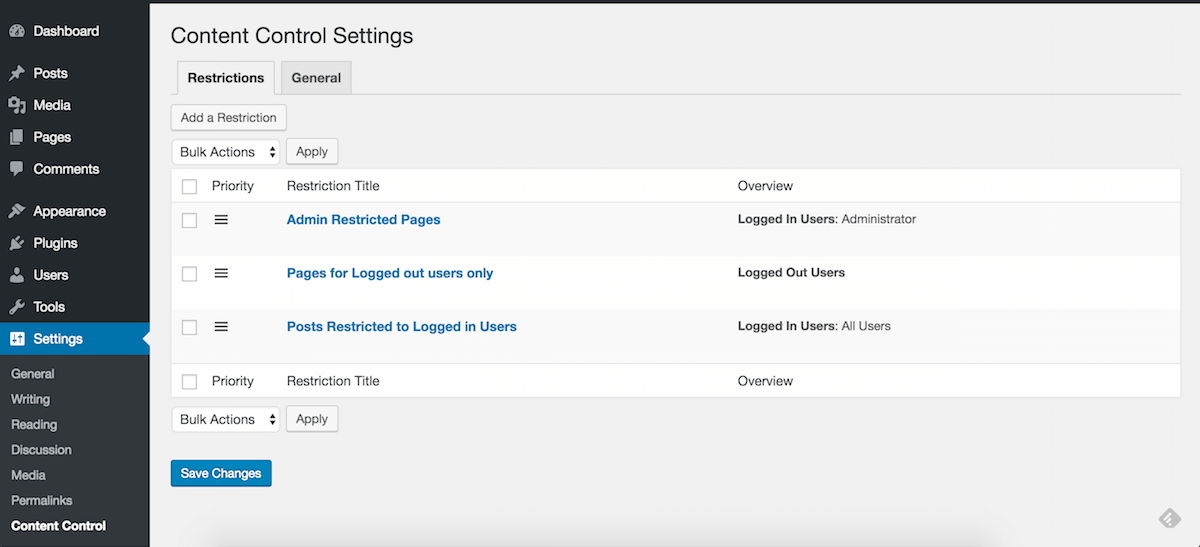 Dashboard
Posts
Media
Pages
Comments
Appearance
Plugins
Users
Tools
Settings
General
Writing
Reading
Discussion
Media
Permalinks
Content Control
Content Control Settings
Restrictions General
Add a Restriction
Bulk Actions Apply
Priority Restriction Title Overview
Admin Restricted Pages Logged In Users: Administrator
Pages for Logged out users only Logged Out Users
Posts Restricted to Logged in Users Logged In Users: All Users
Priority Restriction Title Overview
Bulk Actions Apply
Save Changes